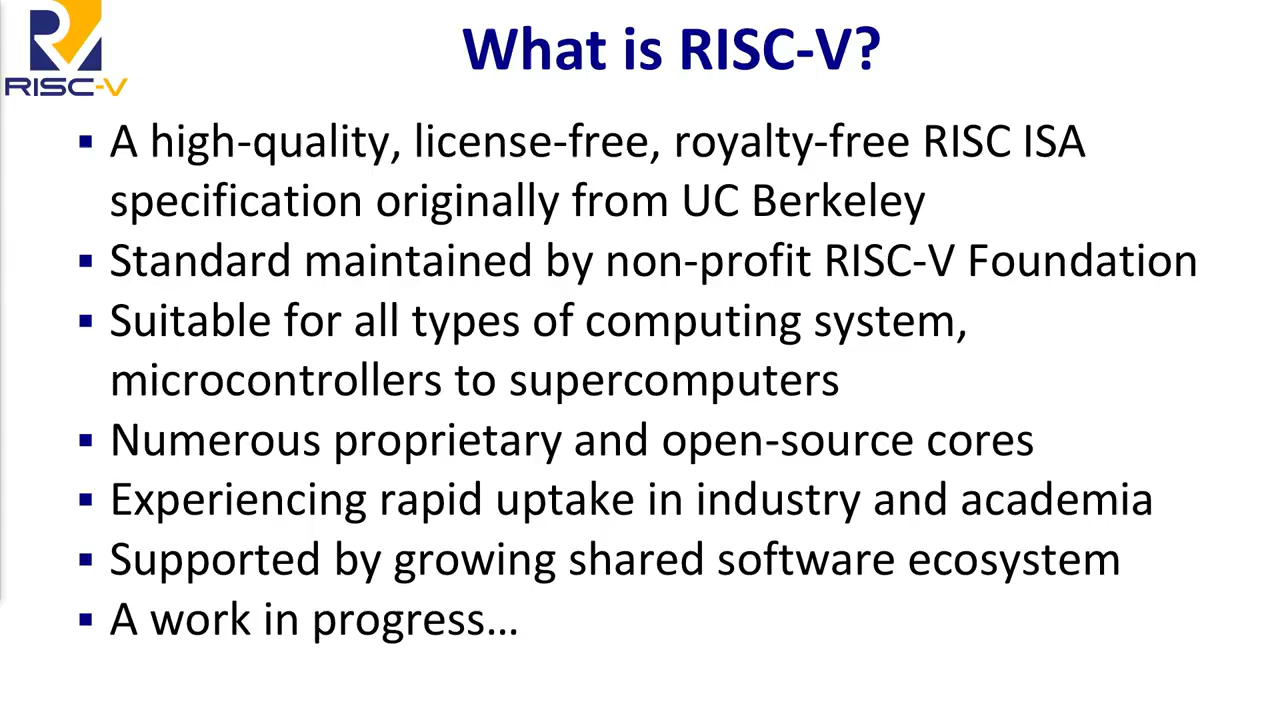 RISC-V
What is RISC-V?
▪ A high-quality, license-free, royalty-free RISC ISA
specification originally from UC Berkeley
▪ Standard maintained by non-profit RISC-V Foundation
▪ Suitable for all types of computing system,
microcontrollers to supercomputers
▪ Numerous proprietary and open-source cores
▪ Experiencing rapid uptake in industry and academia
▪ Supported by growing shared software ecosystem
▪ A work in progress…